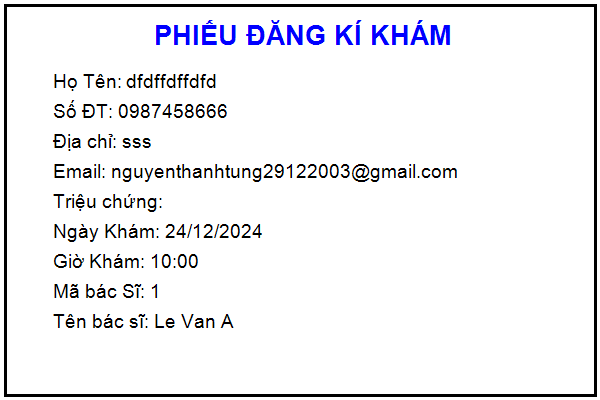 PHIẾU ĐĂNG KÍ KHÁM
Họ Tên: dfdffdffdfd
Số ĐT: 0987458666
Địa chỉ: sss
Email: nguyenthanhtung29122003@gmail.com
Triệu chứng:
Ngày Khám: 24/12/2024
Giờ Khám: 10:00
Mã bác Sĩ: 1
Tên bác sĩ: Le Van A